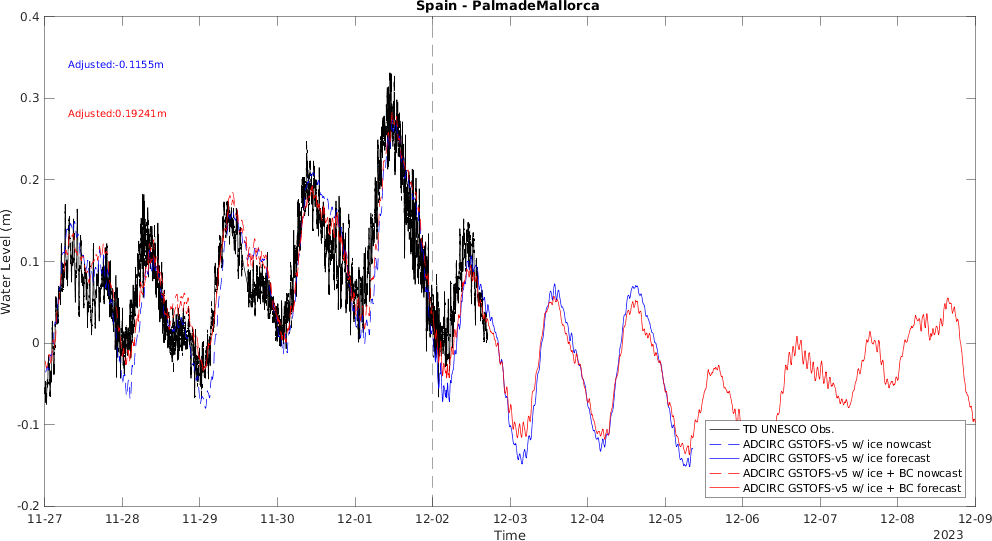 Spain - PalmadeMallorca
0.4
0.3
0.2
0.1
0
-0.1
-0.2
Water Level (m)
Adjusted:-0.1155m
Adjusted:0.19241m
TD UNESCO Obs.
ADCIRC GSTOFS-v5 w/ ice nowcast
ADCIRC GSTOFS-v5 w/ ice forecast
ADCIRC GSTOFS-v5 w/ ice + BC nowcast
ADCIRC GSTOFS-v5 w/ ice + BC forecast
11-27 11-28 11-29 11-30 12-01 12-02 12-03 12-04 12-05 12-06 12-07 12-08 12-09
Time
2023